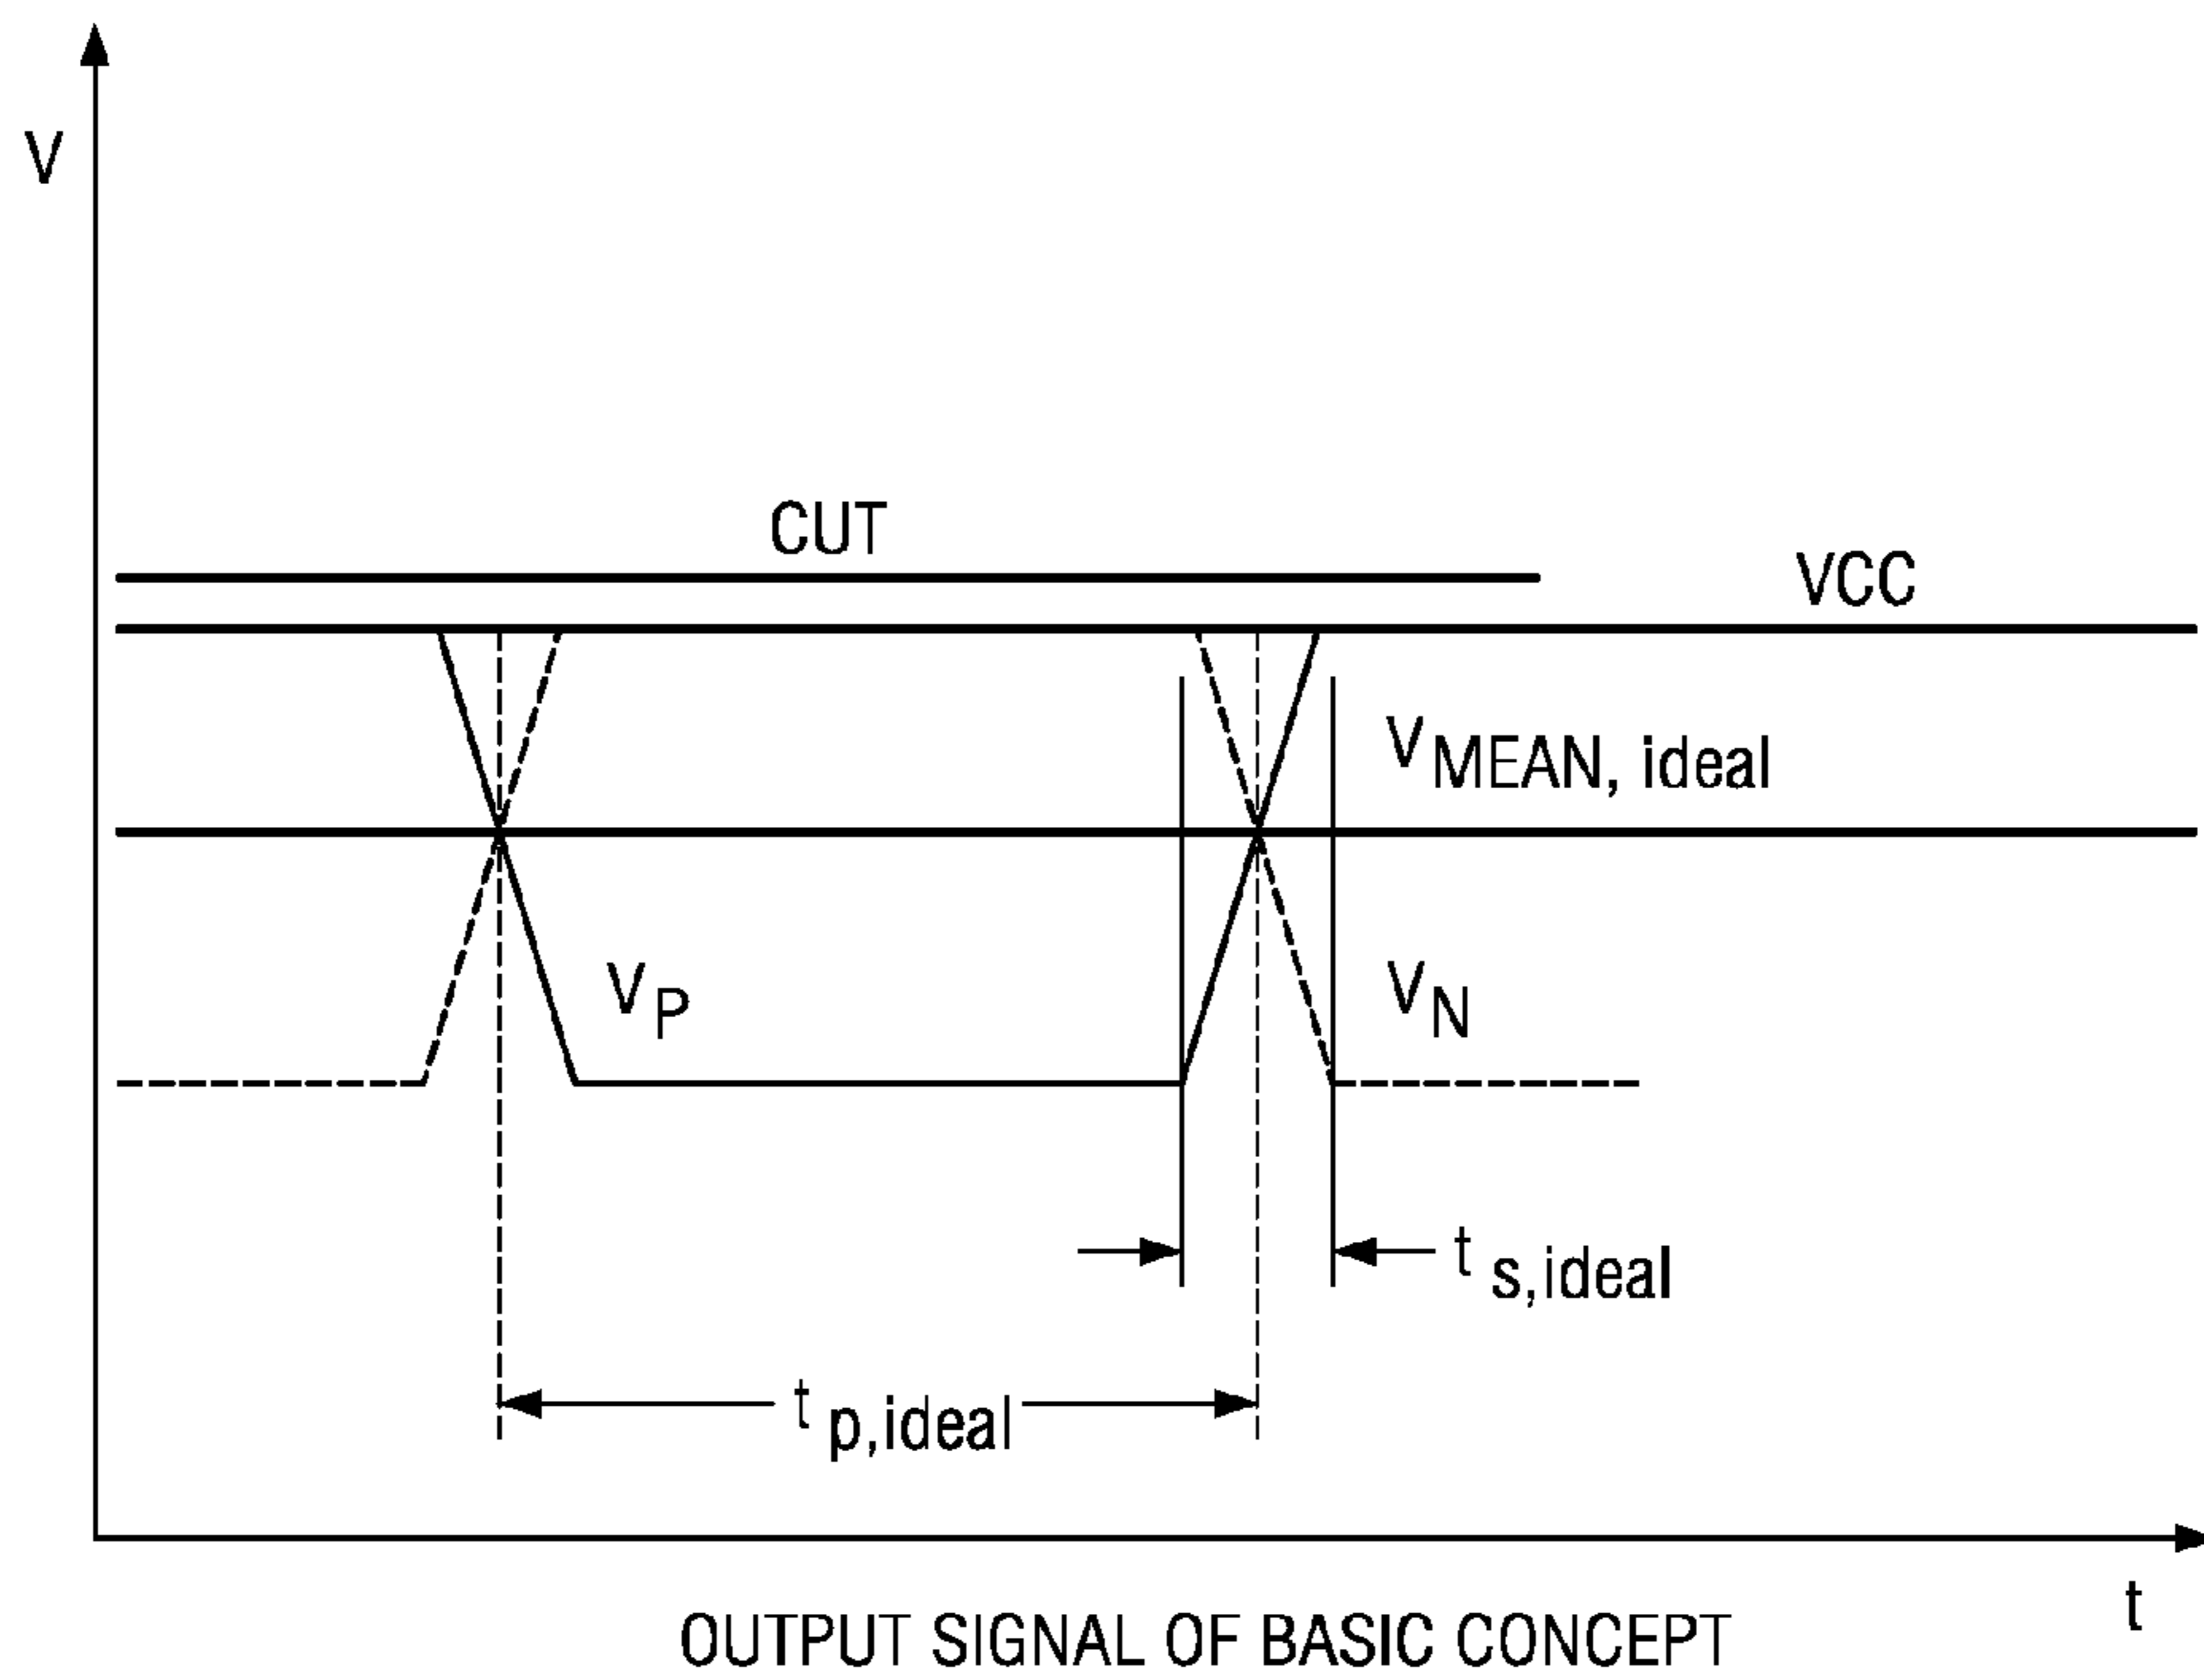 V
CUT
VCC
VMEAN, ideal
VP
VN
ts,ideal
tp,ideal
t
OUTPUT SIGNAL OF BASIC CONCEPT